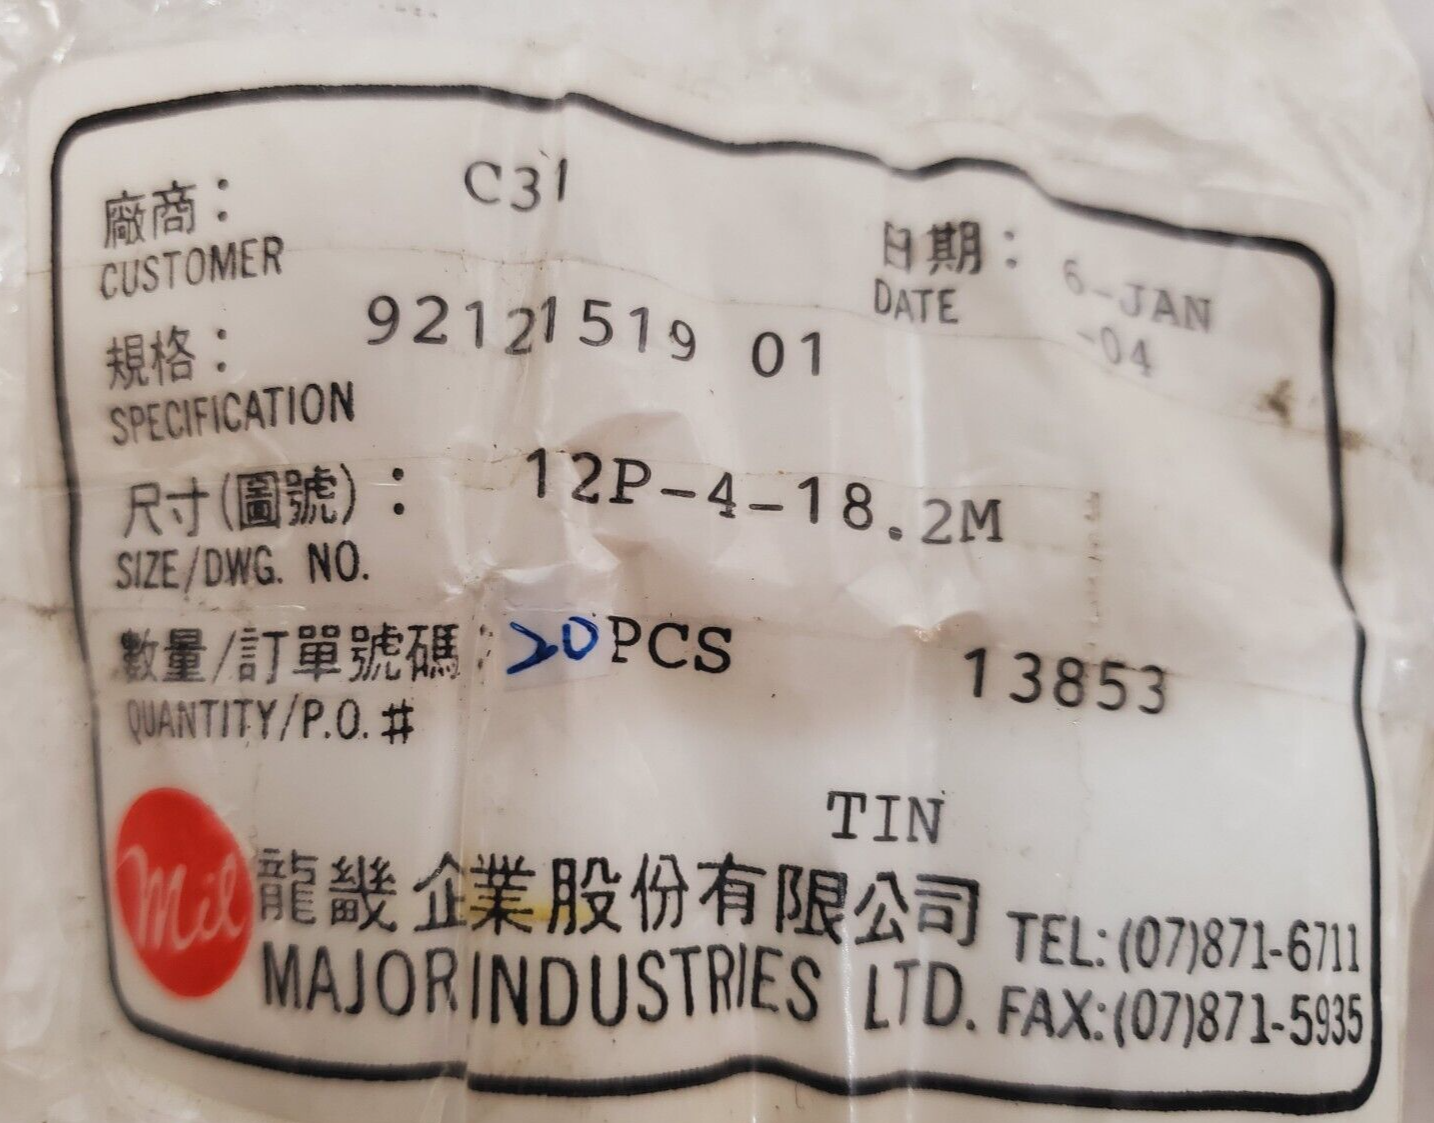 廠商： C31
CUSTOMER
日期： 6-JAN
DATE -04
規格： 92121519 01
SPECIFICATION
尺寸(圖號)： 12P-4-18.2M
SIZE/DWG. NO.
數量/訂單號碼： 20PCS 13853
QUANTITY/P.O.#
TIN
Mil 龍畿企業股份有限公司 TEL:(07)871-6711
MAJOR INDUSTRIES LTD. FAX:(07)871-5935